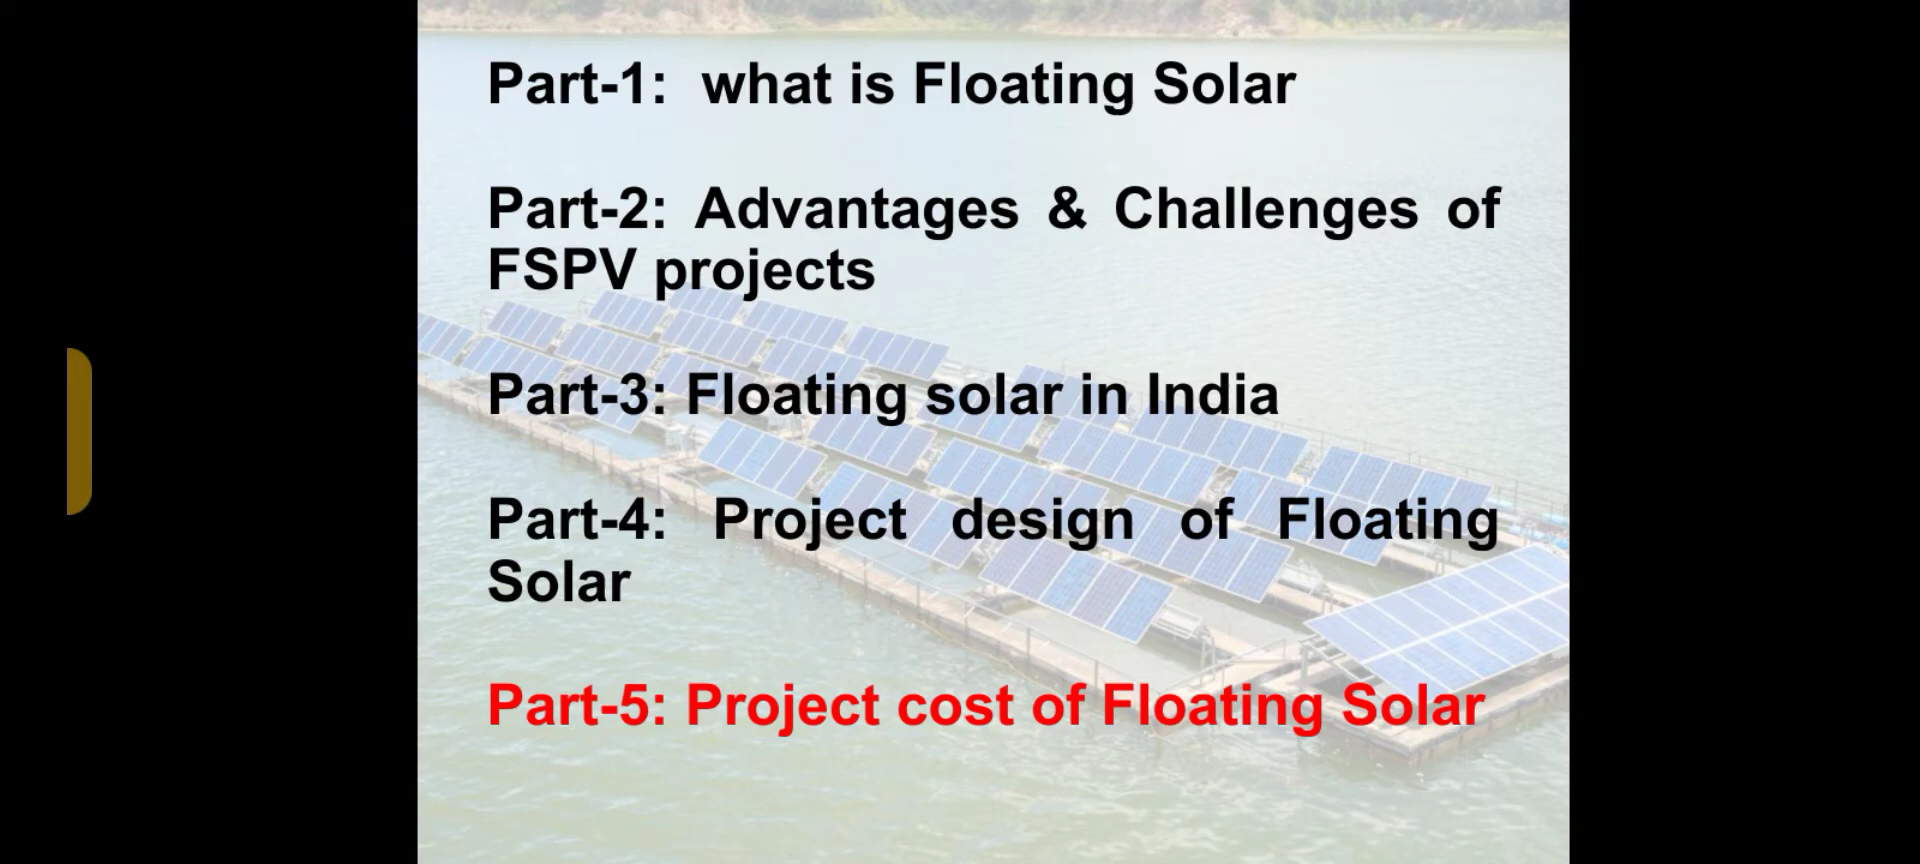 Part-1: what is Floating Solar
Part-2: Advantages & Challenges of
FSPV projects
Part-3: Floating solar in India
Part-4: Project design of Floating
Solar
Part-5: Project cost of Floating Solar